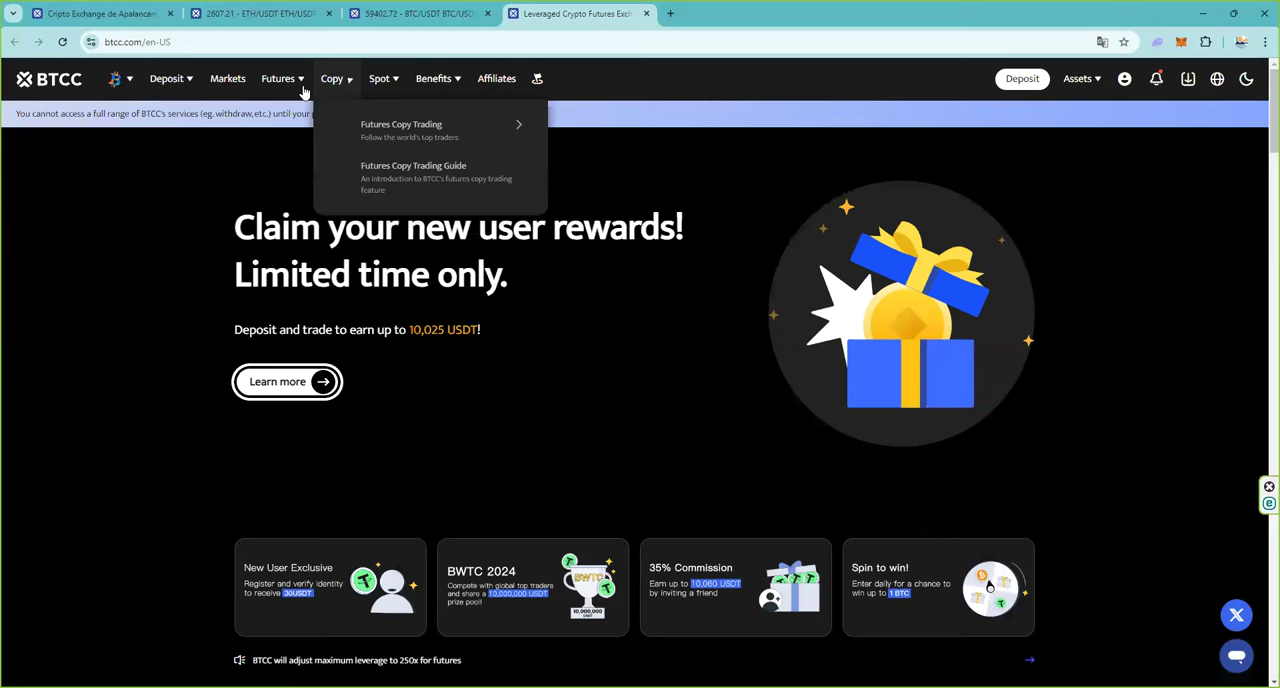 Cripto Exchange de Apalancam
2607.21 - ETH/USDT ETH/USDT
59402.72 - BTC/USDT BTC/USDT
Leveraged Crypto Futures Exch
btcc.com/en-US
BTCC
Deposit
Markets
Futures
Copy
Spot
Benefits
Affiliates
Deposit
Assets
You cannot access a full range of BTCC's services (eg. withdraw,etc.) until your
Futures Copy Trading
Follow the world's top traders
Futures Copy Trading Guide
An introduction to BTCC's futures copy trading
feature
Claim your new user rewards!
Limited time only.
Deposit and trade to earn up to 10,025 USDT!
Learn more
New User Exclusive
Register and verify identity
to receive 30USDT
BWTC 2024
Compete with global top traders
and share a 10,000,000 USDT
prize pool!
BWTC
10,000,000
USDT
35% Commission
Earn up to 10,060 USDT
by inviting a friend
Spin to win!
Enter daily for a chance to
win up to 1 BTC
BTCC will adjust maximum leverage to 250x for futures